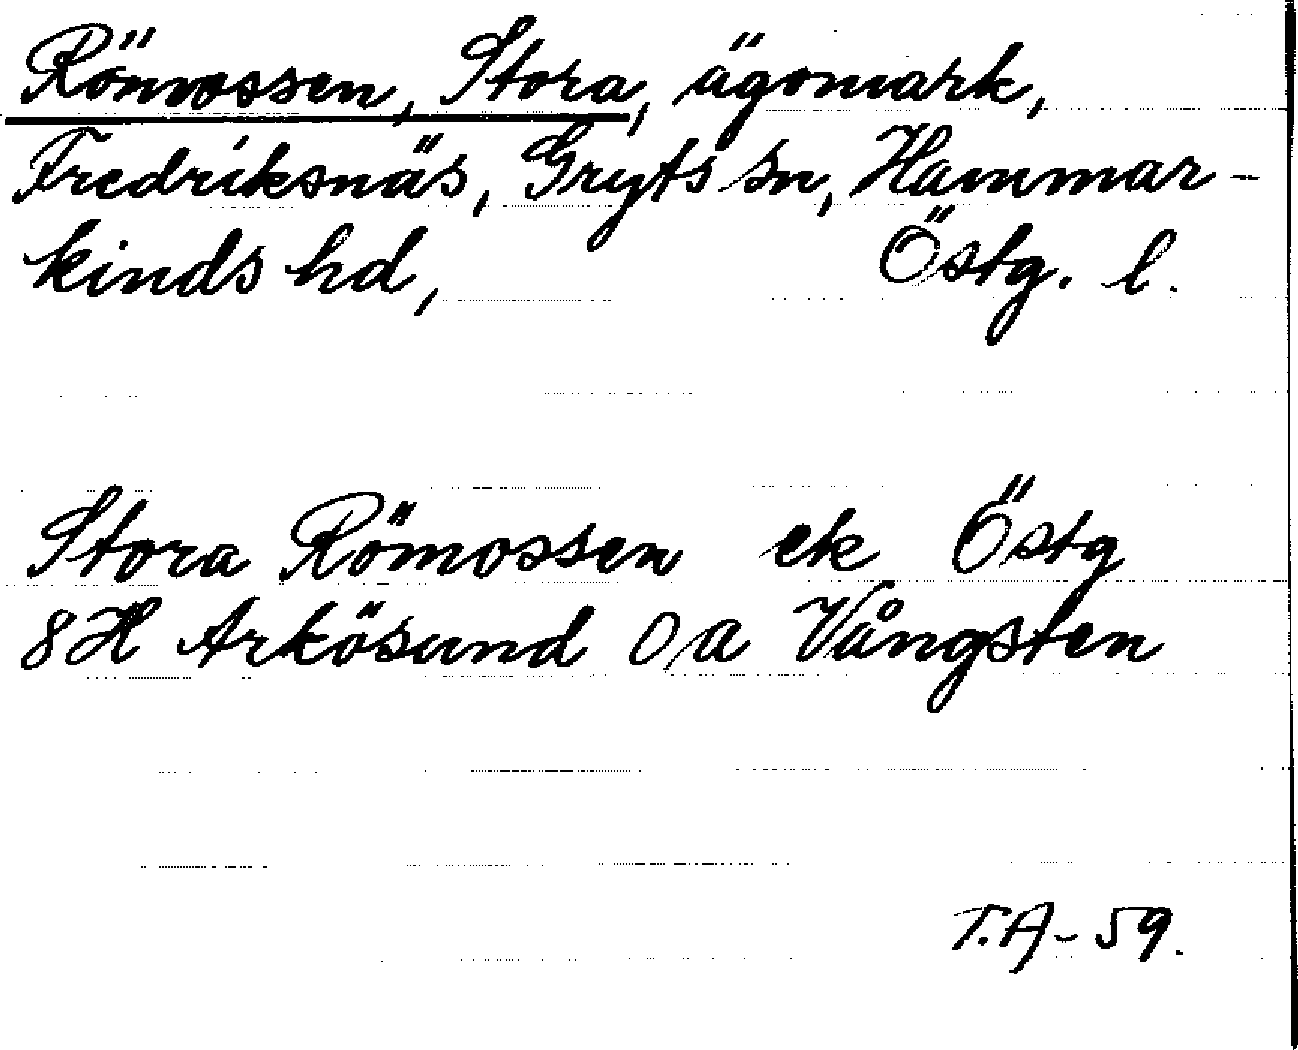 Römossen, Stora, ägomark,
Fredriksnäs, Gryts sn, Hammar-
kinds hd, Östg. l.
Stora Römossen ek Östg
8H Arkösund 0a Vångsten
T.A-59.